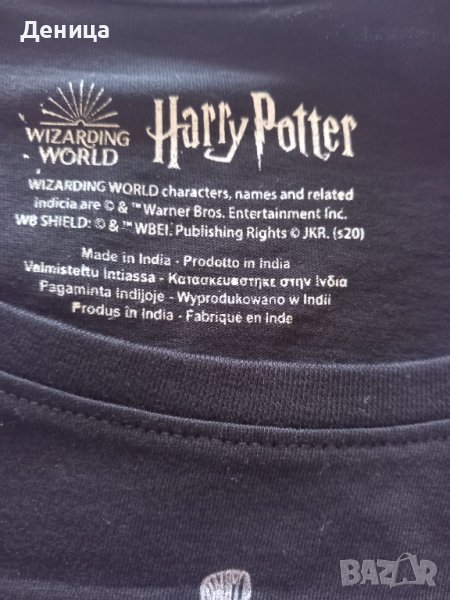 Деница
WIZARDING
WORLD
Harry Potter
WIZARDING WORLD characters, names and related
indicia are © & ™ Warner Bros. Entertainment Inc.
WB SHIELD: © & ™ WBEI. Publishing Rights © JKR. (s20)
Made in India - Prodotto in India
Valmistettu Intiassa - Κατασκευαστηκε στην Ινδια
Pagaminta Indijoje - Wyprodukowano w Indii
Produs in India - Fabriqué en Inde
BAZAR